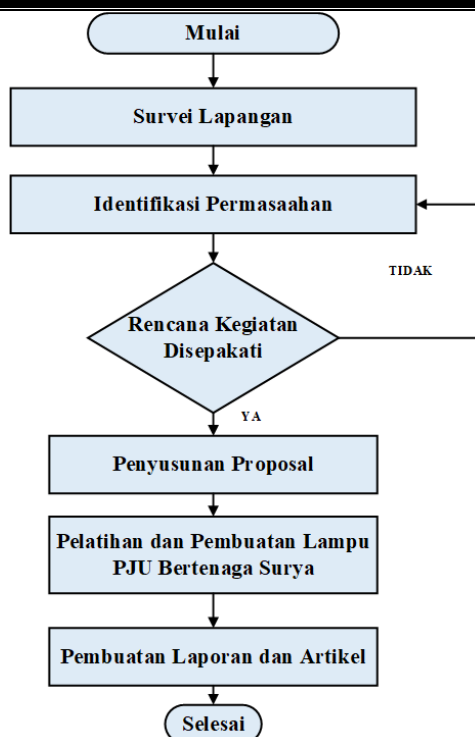 Mulai
Survei Lapangan
Identifikasi Permasaahan
TIDAK
Rencana Kegiatan
Disepakati
YA
Penyusunan Proposal
Pelatihan dan Pembuatan Lampu
PJU Bertenaga Surya
Pembuatan Laporan dan Artikel
Selesai